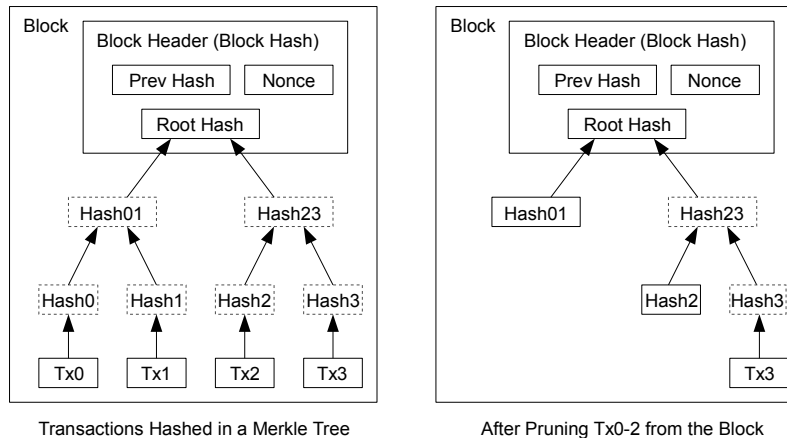 Block
Block Header (Block Hash)
Prev Hash
Nonce
Root Hash
Hash01
Hash23
Hash0
Hash1
Hash2
Hash3
Tx0
Tx1
Tx2
Tx3
Transactions Hashed in a Merkle Tree
Block
Block Header (Block Hash)
Prev Hash
Nonce
Root Hash
Hash01
Hash23
Hash2
Hash3
Tx3
After Pruning Tx0-2 from the Block